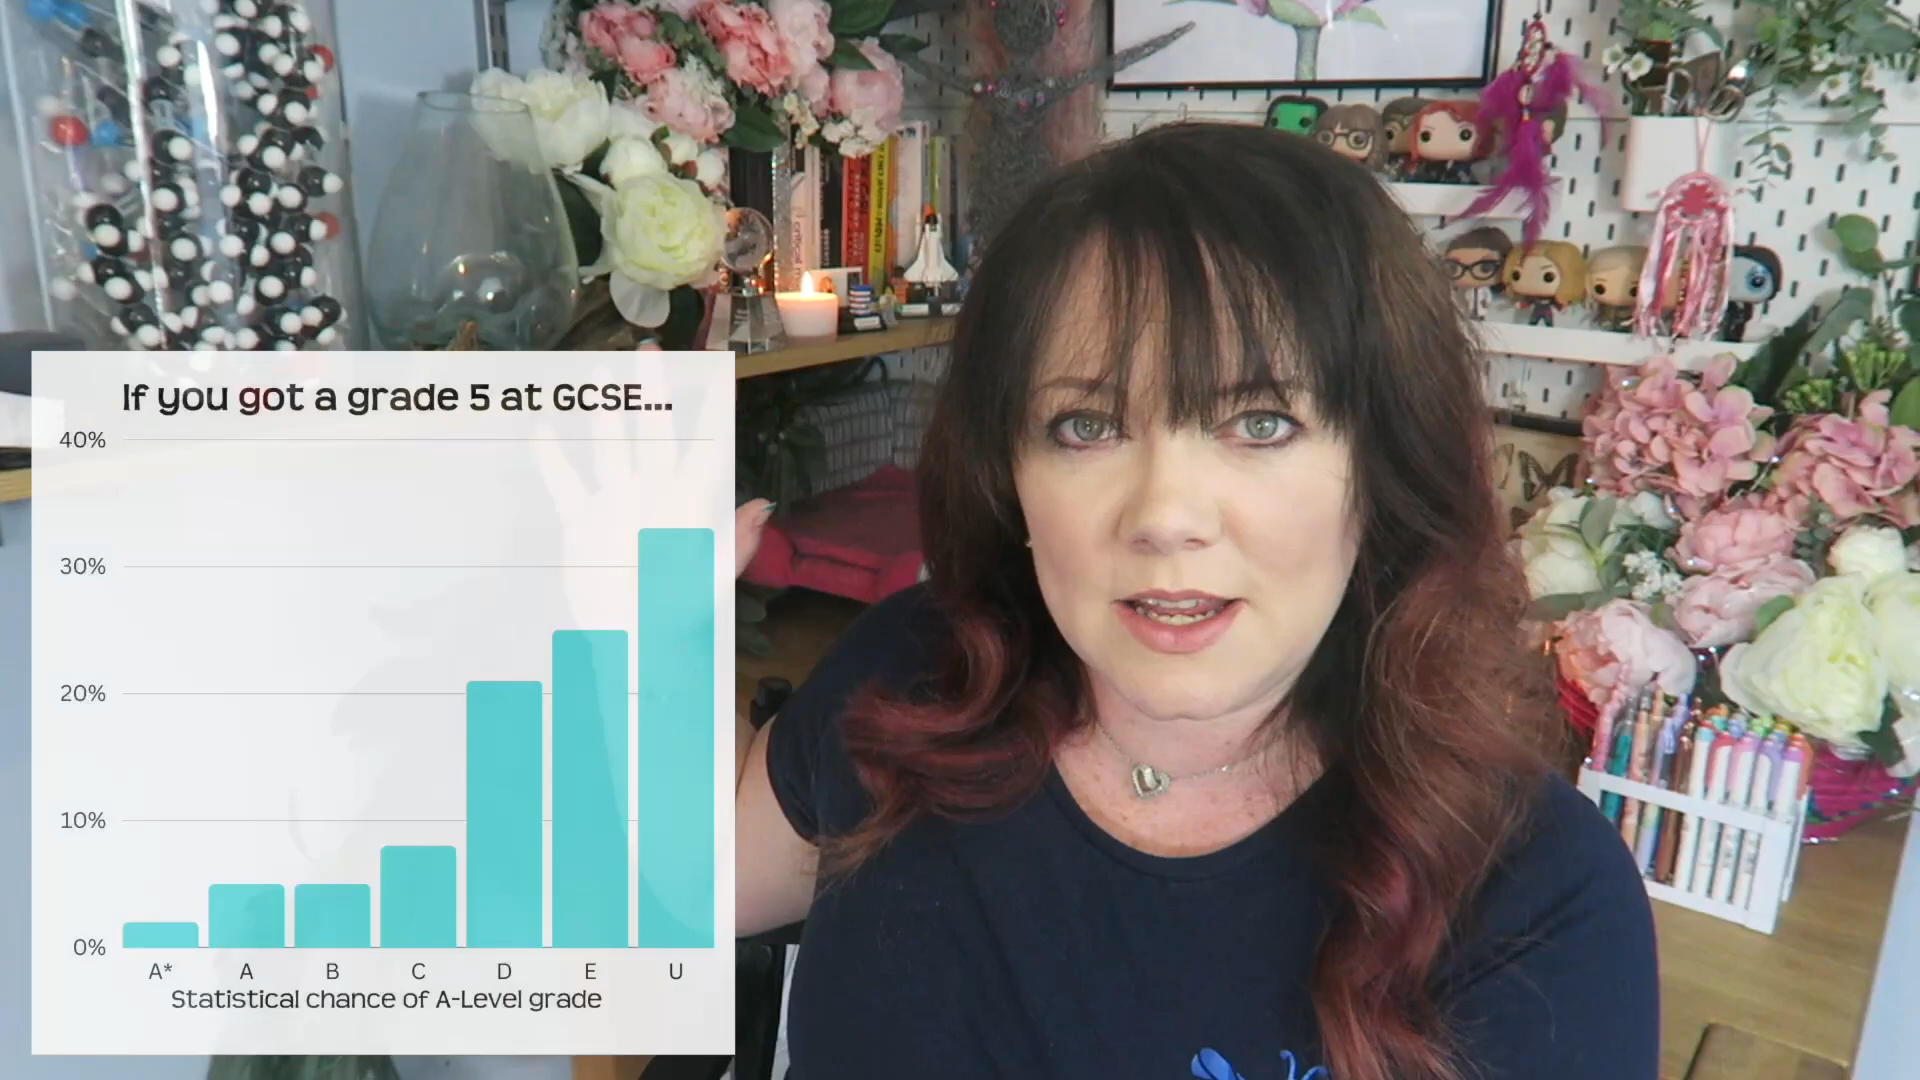 If you got a grade 5 at GCSE...
40%
30%
20%
10%
0%
A* A B C D E U
Statistical chance of A-Level grade